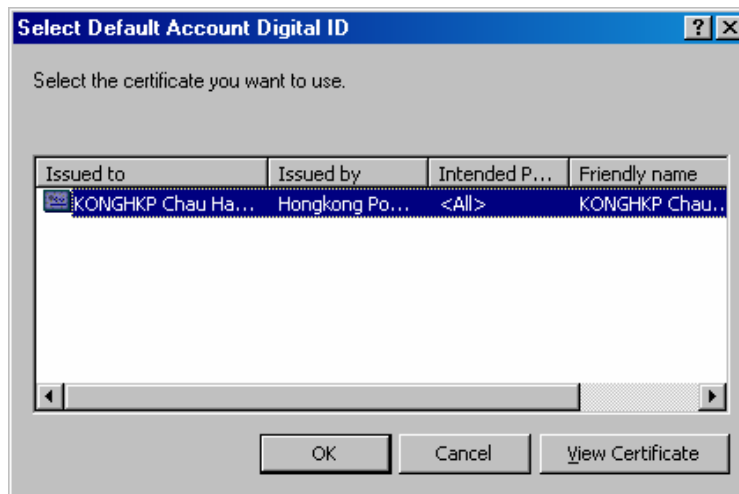 Select Default Account Digital ID
Select the certificate you want to use.
Issued to Issued by Intended P... Friendly name
KONGHKP Chau Ha... Hongkong Po... <All> KONGHKP Chau...
OK Cancel View Certificate